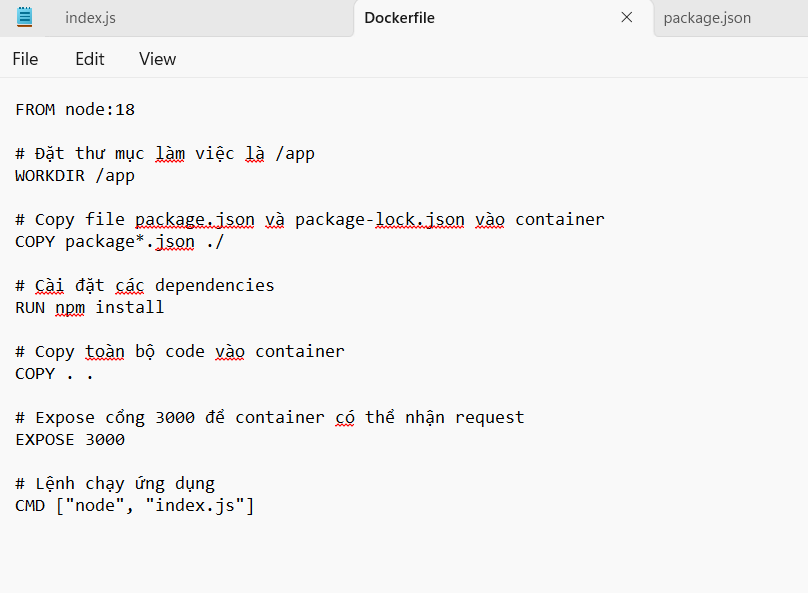 index.js
Dockerfile
package.json
File Edit View
FROM node:18
# Đặt thư mục làm việc là /app
WORKDIR /app
# Copy file package.json và package-lock.json vào container
COPY package*.json ./
# Cài đặt các dependencies
RUN npm install
# Copy toàn bộ code vào container
COPY . .
# Expose cổng 3000 để container có thể nhận request
EXPOSE 3000
# Lệnh chạy ứng dụng
CMD ["node", "index.js"]